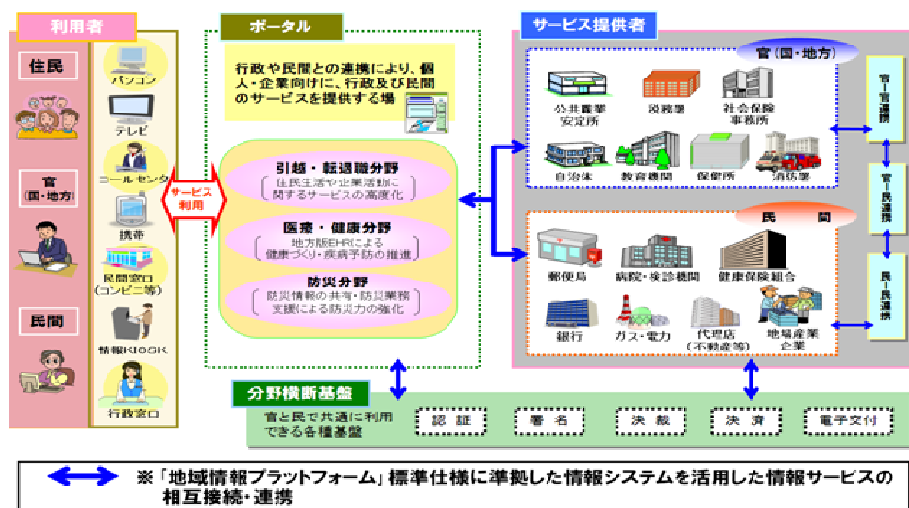 利用者
住民
官
(国・地方)
民間
パソコン
テレビ
コールセンタ
携帯
民間窓口
(コンビニ等)
情報KIOSK
行政窓口
サービス
利用
ポータル
行政や民間との連携により、個
人・企業向けに、行政及び民間
のサービスを提供する場
引越・転退職分野
住民生活や企業活動に
関するサービスの高度化
医療・健康分野
地方版EHRによる
健康づくり・疾病予防の推進
防災分野
防災情報の共有・防災業務
支援による防災力の強化
サービス提供者
官(国・地方)
公共職業
安定所
税務署
社会保険
事務所
自治体
教育機関
保健所
消防署
民 間
郵便局
病院・検診機関
健康保険組合
銀行
ガス・電力
代理店
(不動産等)
地場産業
企業
官-官連携
官-民連携
民-民連携
分野横断基盤
官と民で共通に利用
できる各種基盤
認証
署名
決裁
決済
電子交付
※「地域情報プラットフォーム」標準仕様に準拠した情報システムを活用した情報サービスの
相互接続・連携